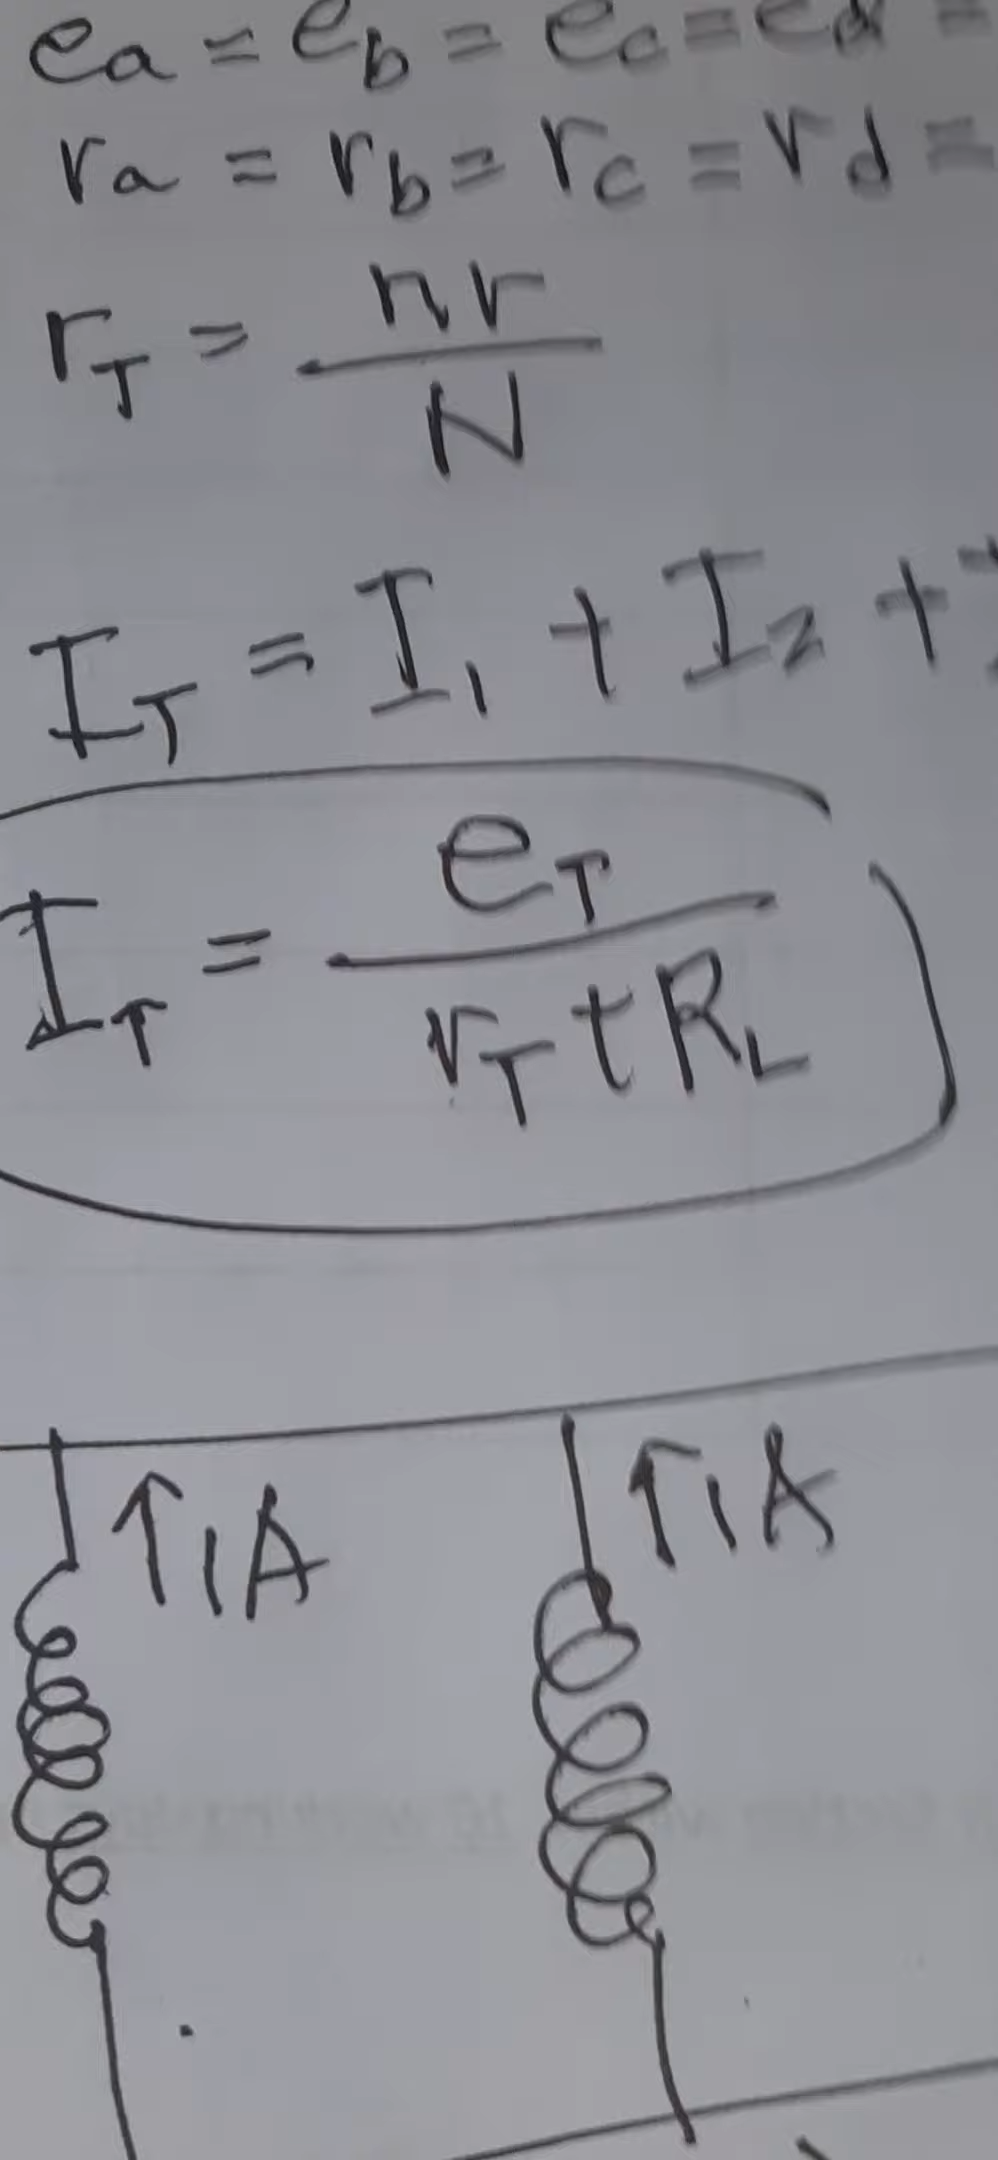 ea = eb = ec = ed =
ra = rb = rc = rd =
rT = nr / N
IT = I1 + I2 +
IT = eT / rT + RL
↑1A ↑1A